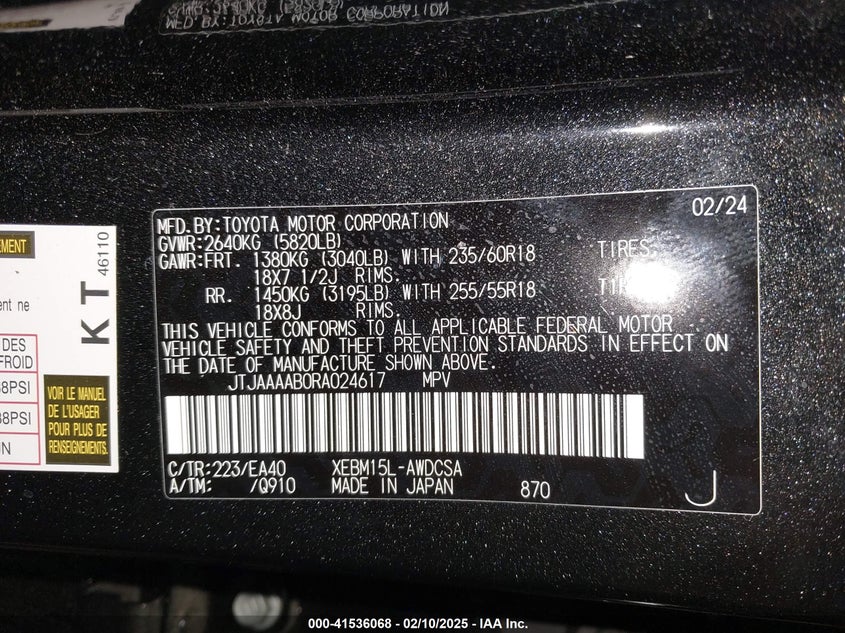 MFD. BY: TOYOTA MOTOR CORPORATION 02/24
GVWR: 2640KG (5820LB)
GAWR: FRT. 1380KG (3040LB) WITH 235/60R18 TIRES,
18X7 1/2J RIMS.
RR. 1450KG (3195LB) WITH 255/55R18
18X8J RIMS.
THIS VEHICLE CONFORMS TO ALL APPLICABLE FEDERAL MOTOR
VEHICLE SAFETY AND THEFT PREVENTION STANDARDS IN EFFECT ON
THE DATE OF MANUFACTURE SHOWN ABOVE.
JTJAAAAB0RA024617 MPV
C/TR: 223/EA40 XEBM15L-AWDCSA
A/TM: /Q910 MADE IN JAPAN 870 J
KT 46110
DES
FROID
VOIR LE MANUEL
DE L'USAGER
POUR PLUS DE
RENSEIGNEMENTS.
000-41536068 - 02/10/2025 - IAA Inc.